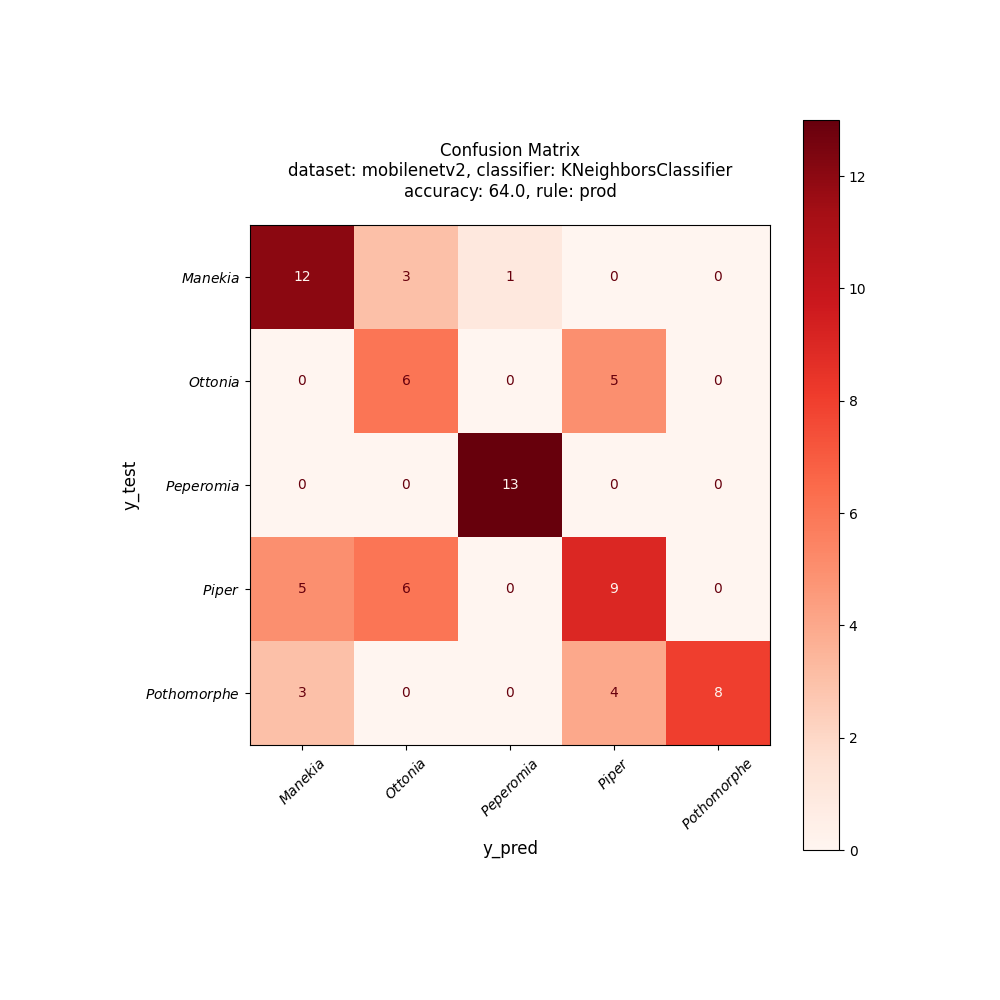 Confusion Matrix
dataset: mobilenetv2, classifier: KNeighborsClassifier
accuracy: 64.0, rule: prod
y_test
Manekia 12 3 1 0 0
Ottonia 0 6 0 5 0
Peperomia 0 0 13 0 0
Piper 5 6 0 9 0
Pothomorphe 3 0 0 4 8
Manekia Ottonia Peperomia Piper Pothomorphe
y_pred
12
10
8
6
4
2
0